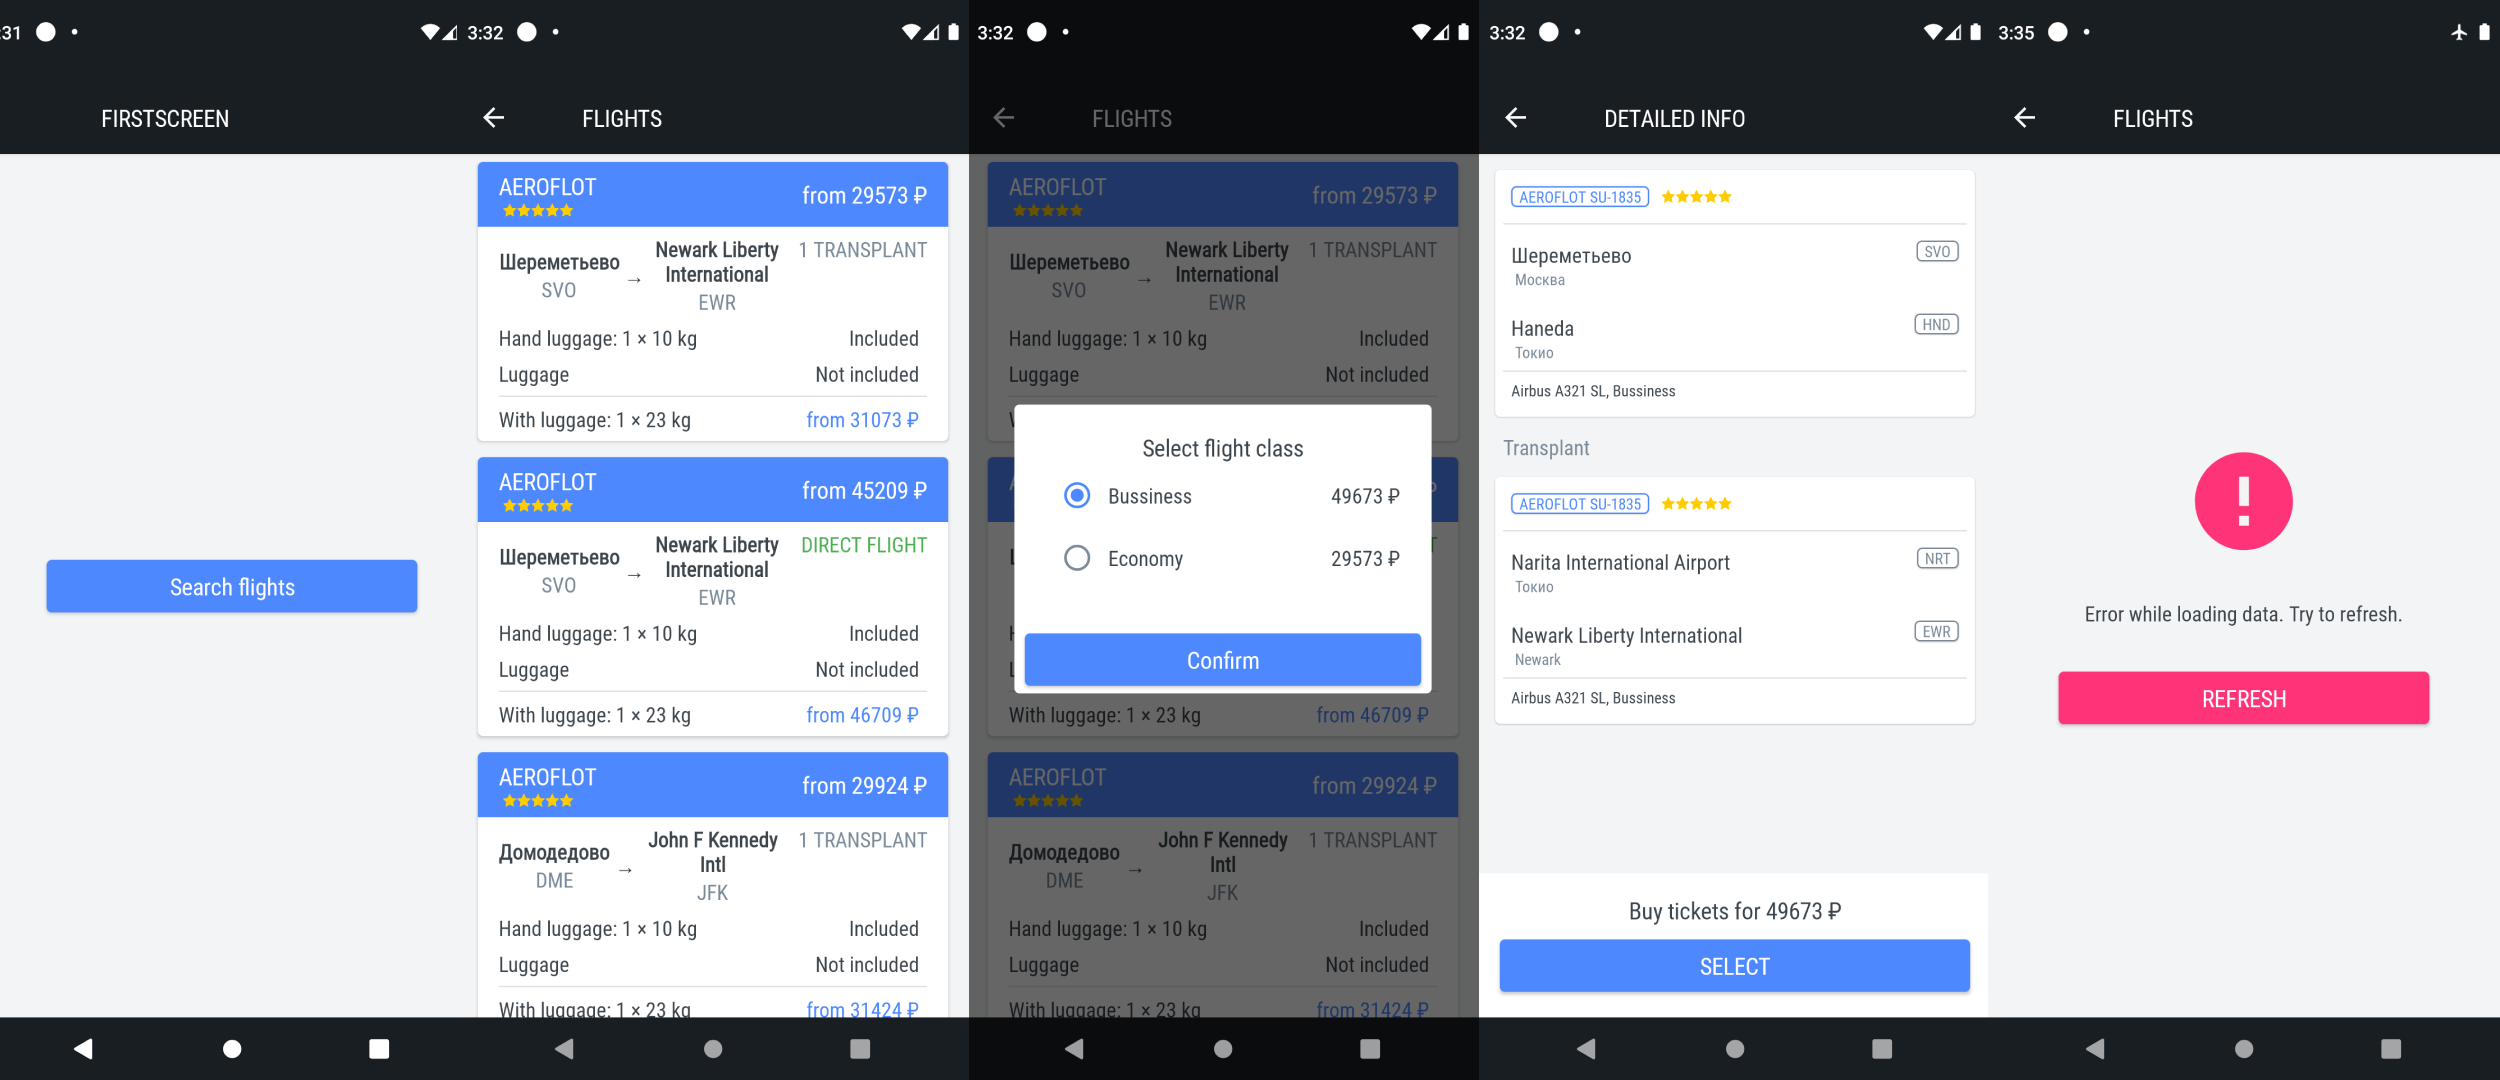 :31
FIRSTSCREEN
Search flights
3:32
FLIGHTS
AEROFLOT
from 29573 ₽
Шереметьево
SVO
→
Newark Liberty
International
EWR
1 TRANSPLANT
Hand luggage: 1 × 10 kg
Included
Luggage
Not included
With luggage: 1 × 23 kg
from 31073 ₽
AEROFLOT
from 45209 ₽
Шереметьево
SVO
→
Newark Liberty
International
EWR
DIRECT FLIGHT
Hand luggage: 1 × 10 kg
Included
Luggage
Not included
With luggage: 1 × 23 kg
from 46709 ₽
AEROFLOT
from 29924 ₽
Домодедово
DME
→
John F Kennedy
Intl
JFK
1 TRANSPLANT
Hand luggage: 1 × 10 kg
Included
Luggage
Not included
With luggage: 1 × 23 kg
from 31424 ₽
3:32
FLIGHTS
AEROFLOT
from 29573 ₽
Шереметьево
SVO
→
Newark Liberty
International
EWR
1 TRANSPLANT
Hand luggage: 1 × 10 kg
Included
Luggage
Not included
Select flight class
Bussiness
49673 ₽
Economy
29573 ₽
Confirm
With luggage: 1 × 23 kg
from 46709 ₽
AEROFLOT
from 29924 ₽
Домодедово
DME
→
John F Kennedy
Intl
JFK
1 TRANSPLANT
Hand luggage: 1 × 10 kg
Included
Luggage
Not included
With luggage: 1 × 23 kg
from 31424 ₽
3:32
DETAILED INFO
AEROFLOT SU-1835
Шереметьево
SVO
Москва
Haneda
HND
Токио
Airbus A321 SL, Bussiness
Transplant
AEROFLOT SU-1835
Narita International Airport
NRT
Токио
Newark Liberty International
EWR
Newark
Airbus A321 SL, Bussiness
Buy tickets for 49673 ₽
SELECT
3:35
FLIGHTS
Error while loading data. Try to refresh.
REFRESH